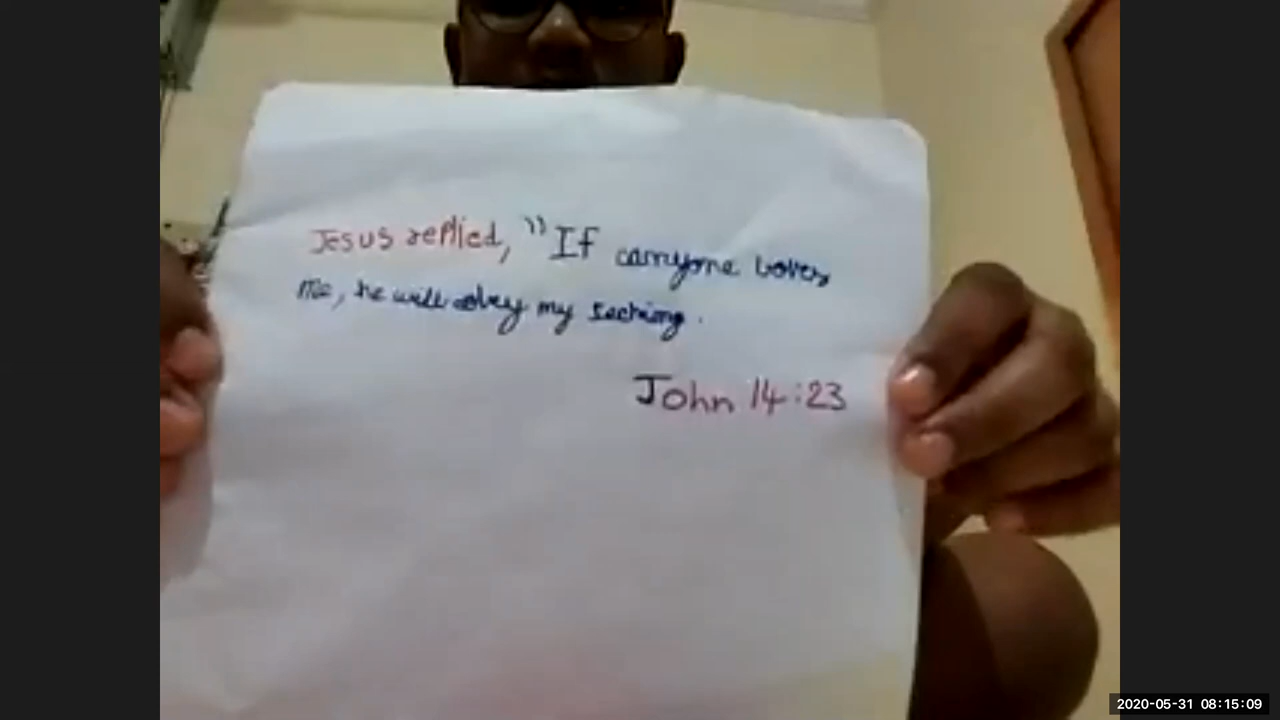 Jesus replied, "If anyone loves
me, he will obey my teching.
John 14:23
2020-05-31 08:15:09